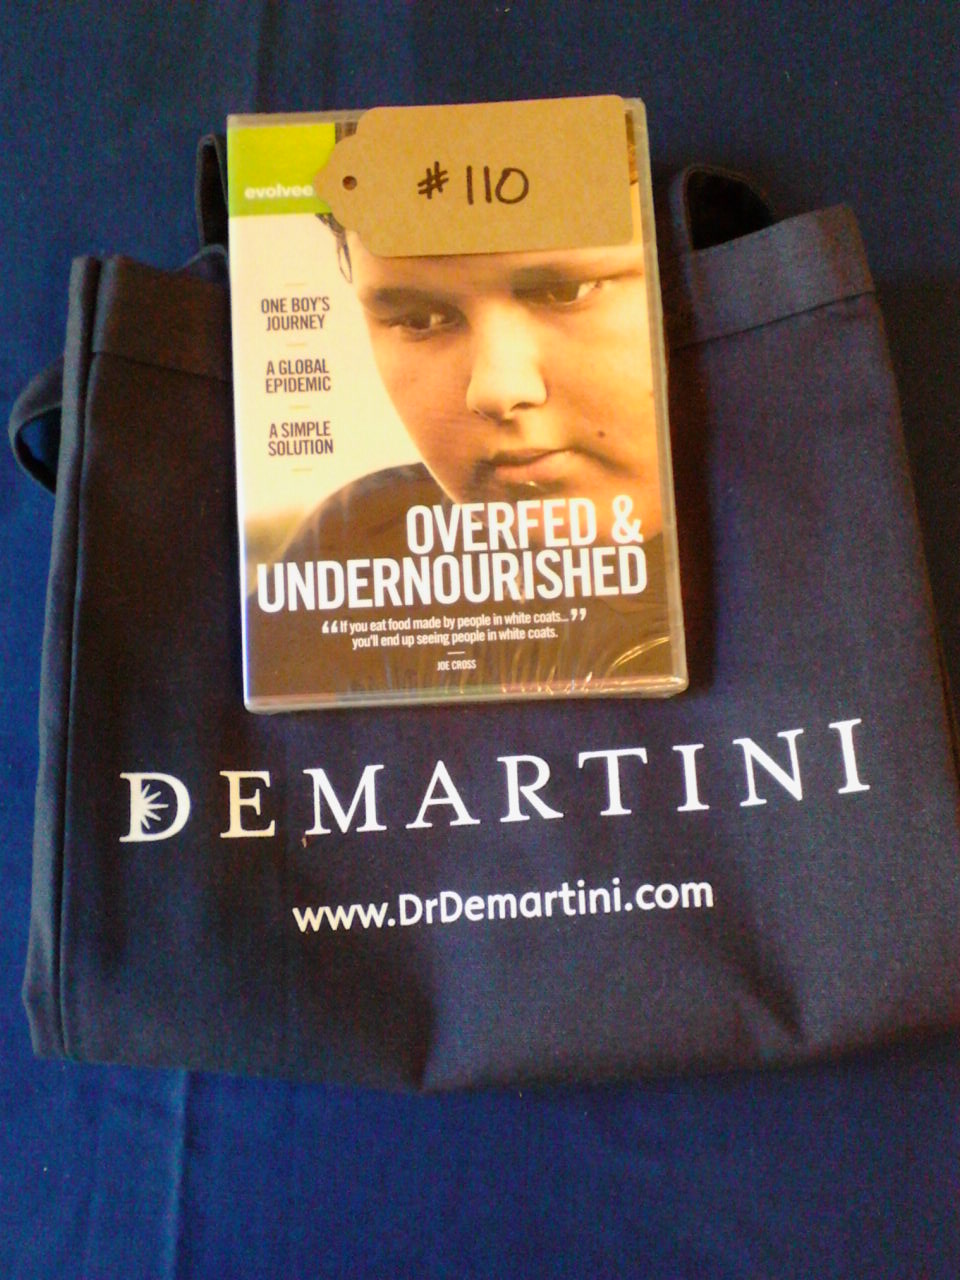 #110
evolvee
ONE BOY'S
JOURNEY
A GLOBAL
EPIDEMIC
A SIMPLE
SOLUTION
OVERFED &
UNDERNOURISHED
“If you eat food made by people in white coats...”
you'll end up seeing people in white coats.
JOE CROSS
DEMARTINI
www.DrDemartini.com